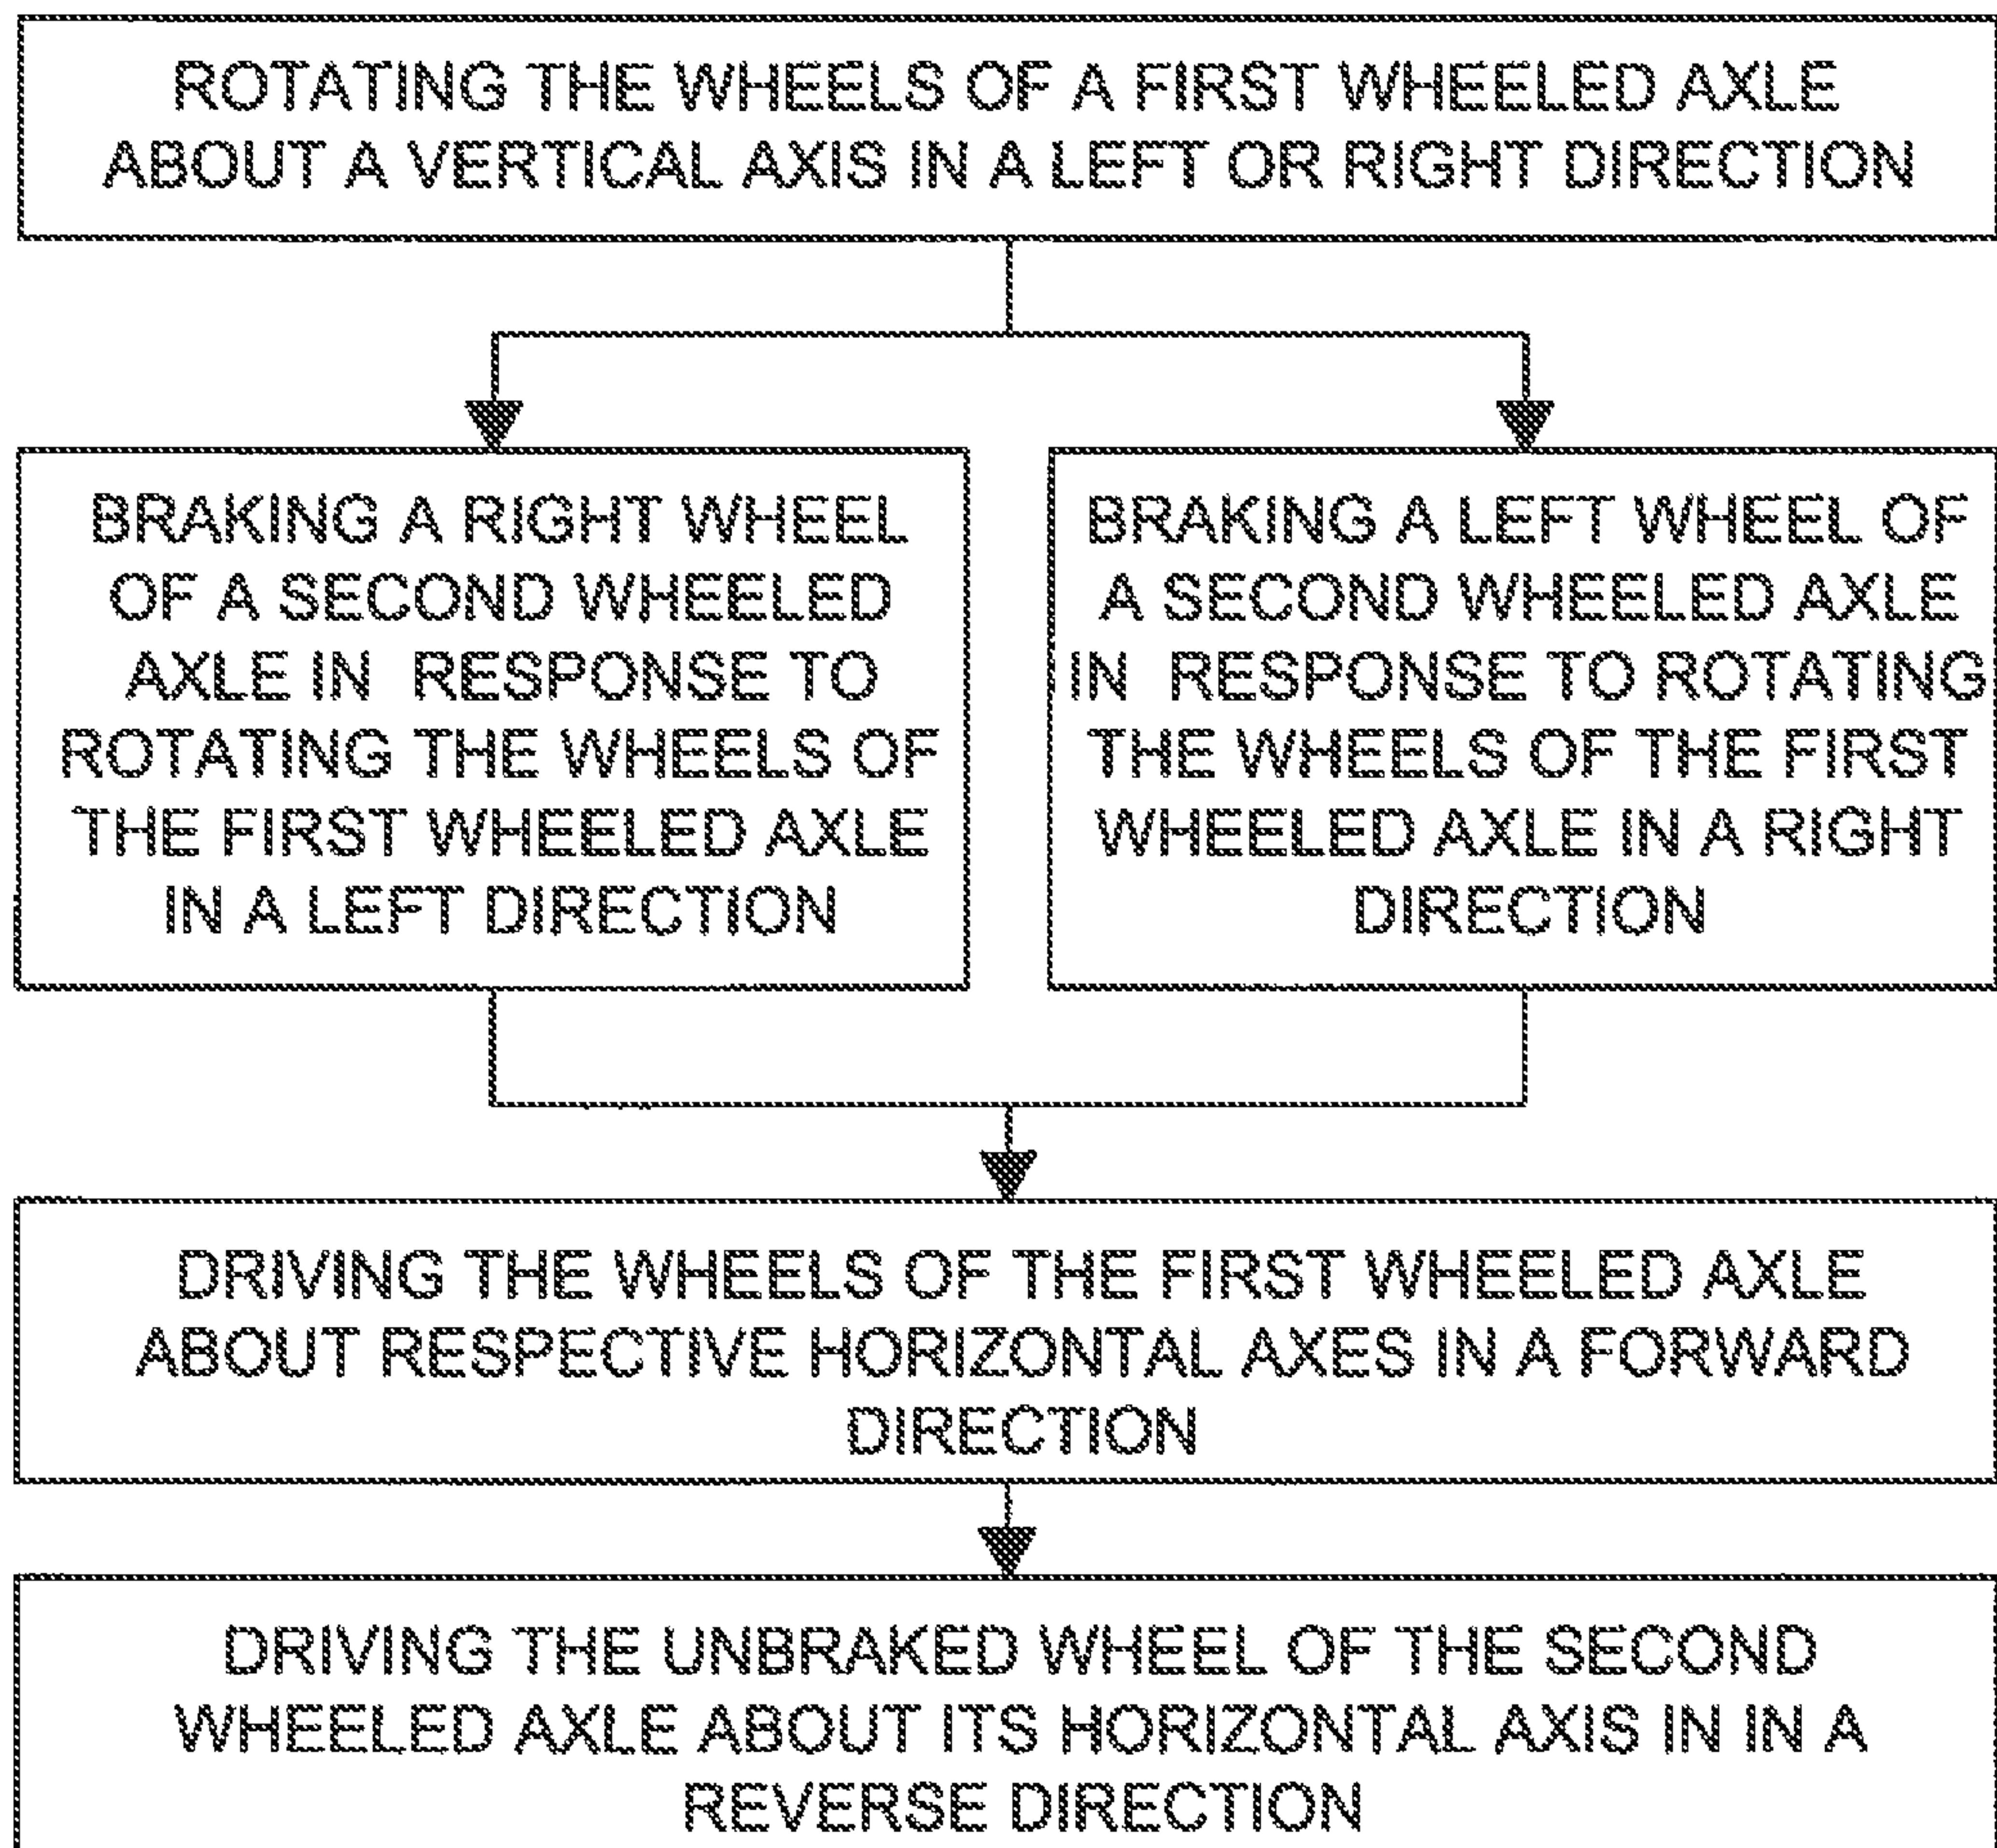 ROTATING THE WHEELS OF A FIRST WHEELED AXLE
ABOUT A VERTICAL AXIS IN A LEFT OR RIGHT DIRECTION
BRAKING A RIGHT WHEEL
OF A SECOND WHEELED
AXLE IN RESPONSE TO
ROTATING THE WHEELS OF
THE FIRST WHEELED AXLE
IN A LEFT DIRECTION
BRAKING A LEFT WHEEL OF
A SECOND WHEELED AXLE
IN RESPONSE TO ROTATING
THE WHEELS OF THE FIRST
WHEELED AXLE IN A RIGHT
DIRECTION
DRIVING THE WHEELS OF THE FIRST WHEELED AXLE
ABOUT RESPECTIVE HORIZONTAL AXES IN A FORWARD
DIRECTION
DRIVING THE UNBRAKED WHEEL OF THE SECOND
WHEELED AXLE ABOUT ITS HORIZONTAL AXIS IN IN A
REVERSE DIRECTION